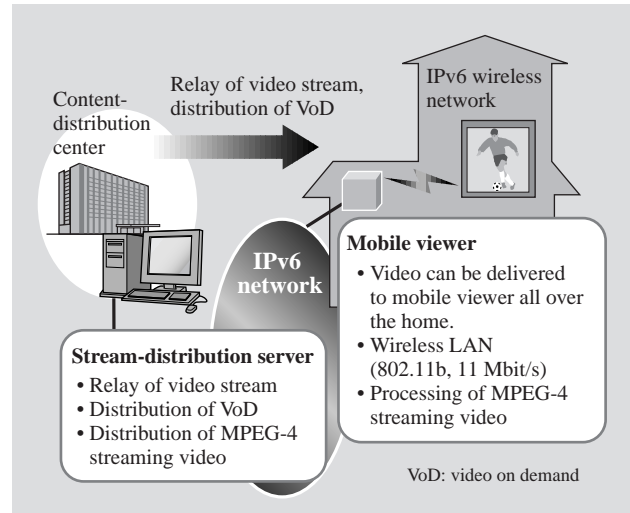 Content-
distribution
center
Relay of video stream,
distribution of VoD
IPv6 wireless
network
IPv6
network
Stream-distribution server
• Relay of video stream
• Distribution of VoD
• Distribution of MPEG-4
streaming video
Mobile viewer
• Video can be delivered
to mobile viewer all over
the home.
• Wireless LAN
(802.11b, 11 Mbit/s)
• Processing of MPEG-4
streaming video
VoD: video on demand